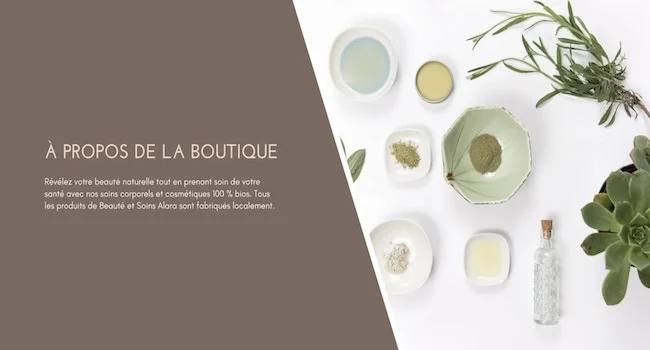 À PROPOS DE LA BOUTIQUE
Révélez votre beauté naturelle tout en prenant soin de votre
santé avec nos soins corporels et cosmétiques 100 % bios. Tous
les produits de Beauté et Soins Alara sont fabriqués localement.